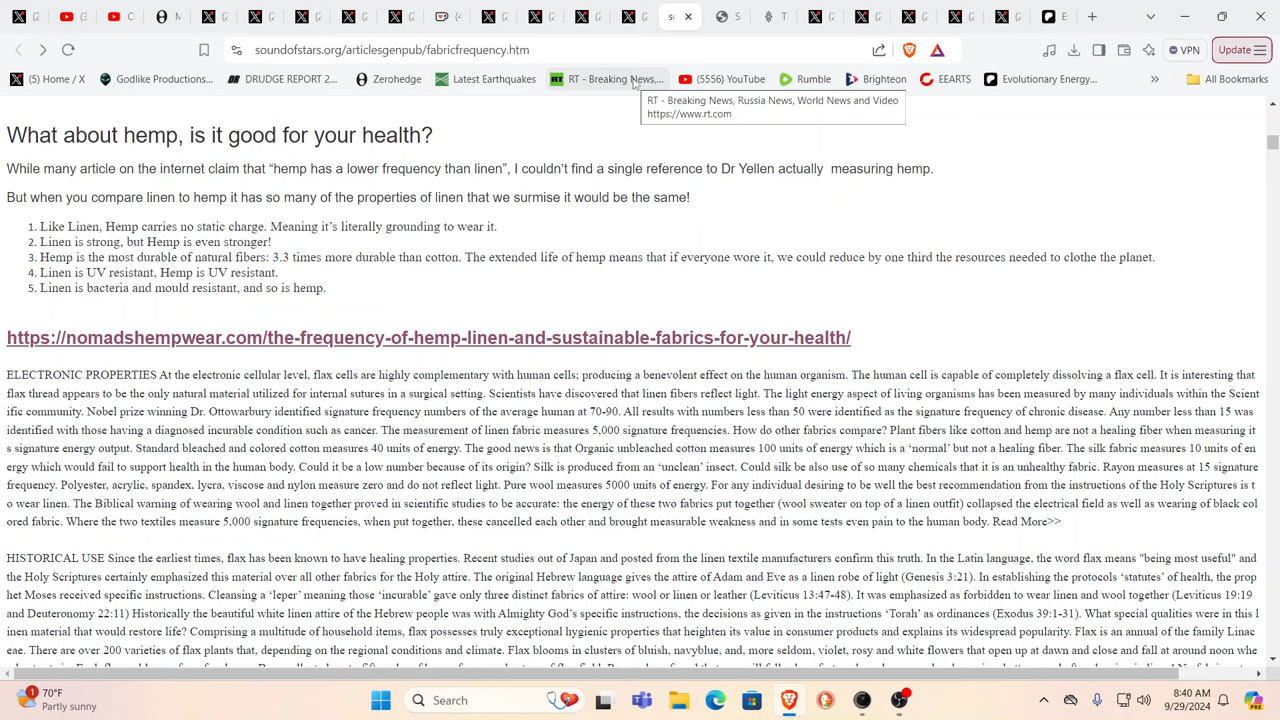 soundofstars.org/articlesgenpub/fabricfrequency.htm
VPN
Update
(5) Home / X
Godlike Productions...
DRUDGE REPORT 2...
Zerohedge
Latest Earthquakes
RT - Breaking News,...
(5556) YouTube
Rumble
Brighteon
EEARTS
Evolutionary Energy...
All Bookmarks
RT - Breaking News, Russia News, World News and Video
https://www.rt.com
What about hemp, is it good for your health?
While many article on the internet claim that “hemp has a lower frequency than linen”, I couldn’t find a single reference to Dr Yellen actually measuring hemp.
But when you compare linen to hemp it has so many of the properties of linen that we surmise it would be the same!
1. Like Linen, Hemp carries no static charge. Meaning it’s literally grounding to wear it.
2. Linen is strong, but Hemp is even stronger!
3. Hemp is the most durable of natural fibers: 3.3 times more durable than cotton. The extended life of hemp means that if everyone wore it, we could reduce by one third the resources needed to clothe the planet.
4. Linen is UV resistant, Hemp is UV resistant.
5. Linen is bacteria and mould resistant, and so is hemp.
https://nomadshempwear.com/the-frequency-of-hemp-linen-and-sustainable-fabrics-for-your-health/
ELECTRONIC PROPERTIES At the electronic cellular level, flax cells are highly complementary with human cells; producing a benevolent effect on the human organism. The human cell is capable of completely dissolving a flax cell. It is interesting that
flax thread appears to be the only natural material utilized for internal sutures in a surgical setting. Scientists have discovered that linen fibers reflect light. The light energy aspect of living organisms has been measured by many individuals within the Scient
ific community. Nobel prize winning Dr. Ottowarbury identified signature frequency numbers of the average human at 70-90. All results with numbers less than 50 were identified as the signature frequency of chronic disease. Any number less than 15 was
identified with those having a diagnosed incurable condition such as cancer. The measurement of linen fabric measures 5,000 signature frequencies. How do other fabrics compare? Plant fibers like cotton and hemp are not a healing fiber when measuring it
s signature energy output. Standard bleached and colored cotton measures 40 units of energy. The good news is that Organic unbleached cotton measures 100 units of energy which is a ‘normal’ but not a healing fiber. The silk fabric measures 10 units of en
ergy which would fail to support health in the human body. Could it be a low number because of its origin? Silk is produced from an ‘unclean’ insect. Could silk be also use of so many chemicals that it is an unhealthy fabric. Rayon measures at 15 signature
frequency. Polyester, acrylic, spandex, lycra, viscose and nylon measure zero and do not reflect light. Pure wool measures 5000 units of energy. For any individual desiring to be well the best recommendation from the instructions of the Holy Scriptures is t
o wear linen. The Biblical warning of wearing wool and linen together proved in scientific studies to be accurate: the energy of these two fabrics put together (wool sweater on top of a linen outfit) collapsed the electrical field as well as wearing of black col
ored fabric. Where the two textiles measure 5,000 signature frequencies, when put together, these cancelled each other and brought measurable weakness and in some tests even pain to the human body. Read More>>
HISTORICAL USE Since the earliest times, flax has been known to have healing properties. Recent studies out of Japan and posted from the linen textile manufacturers confirm this truth. In the Latin language, the word flax means "being most useful" and
the Holy Scriptures certainly emphasized this material over all other fabrics for the Holy attire. The original Hebrew language gives the attire of Adam and Eve as a linen robe of light (Genesis 3:21). In establishing the protocols ‘statutes’ of health, the prop
het Moses received specific instructions. Cleansing a ‘leper’ meaning those ‘incurable’ gave only three distinct fabrics of attire: wool or linen or leather (Leviticus 13:47-48). It was emphasized as forbidden to wear linen and wool together (Leviticus 19:19
and Deuteronomy 22:11) Historically the beautiful white linen attire of the Hebrew people was with Almighty God’s specific instructions, the decisions as given in the instructions ‘Torah’ as ordinances (Exodus 39:1-31). What special qualities were in this l
inen material that would restore life? Comprising a multitude of household items, flax possesses truly exceptional hygienic properties that heighten its value in consumer products and explains its widespread popularity. Flax is an annual of the family Linac
eae. There are over 200 varieties of flax plants that, depending on the regional conditions and climate. Flax blooms in clusters of bluish, navyblue, and, more seldom, violet, rosy and white flowers that open up at dawn and close and fall at around noon whe
1
70°F
Partly sunny
Search
8:40 AM
9/29/2024